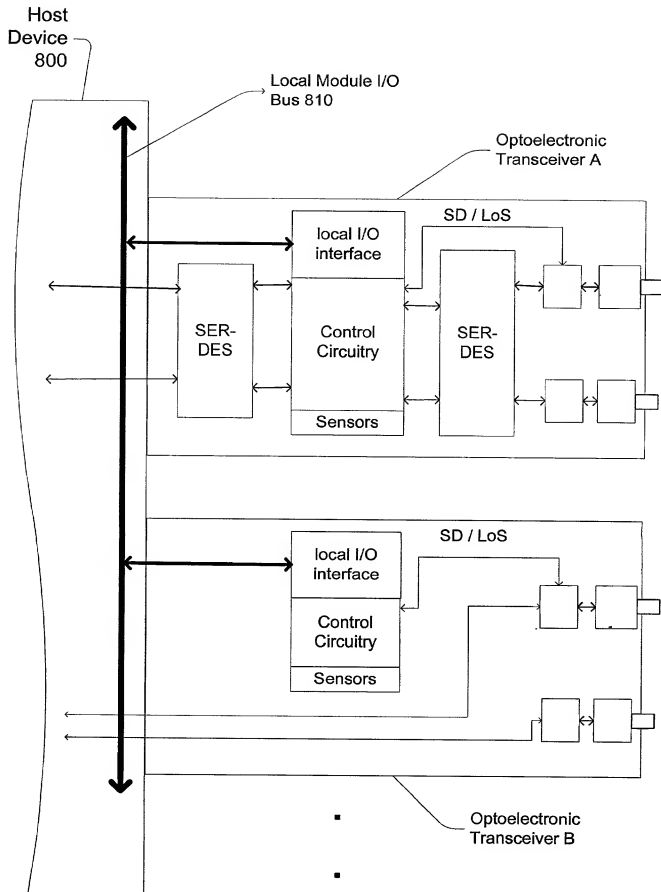 Host
Device
800
Local Module I/O
Bus 810
Optoelectronic
Transceiver A
SD / LoS
local I/O
interface
SER-
DES
Control
Circuitry
SER-
DES
Sensors
SD / LoS
local I/O
interface
Control
Circuitry
Sensors
Optoelectronic
Transceiver B